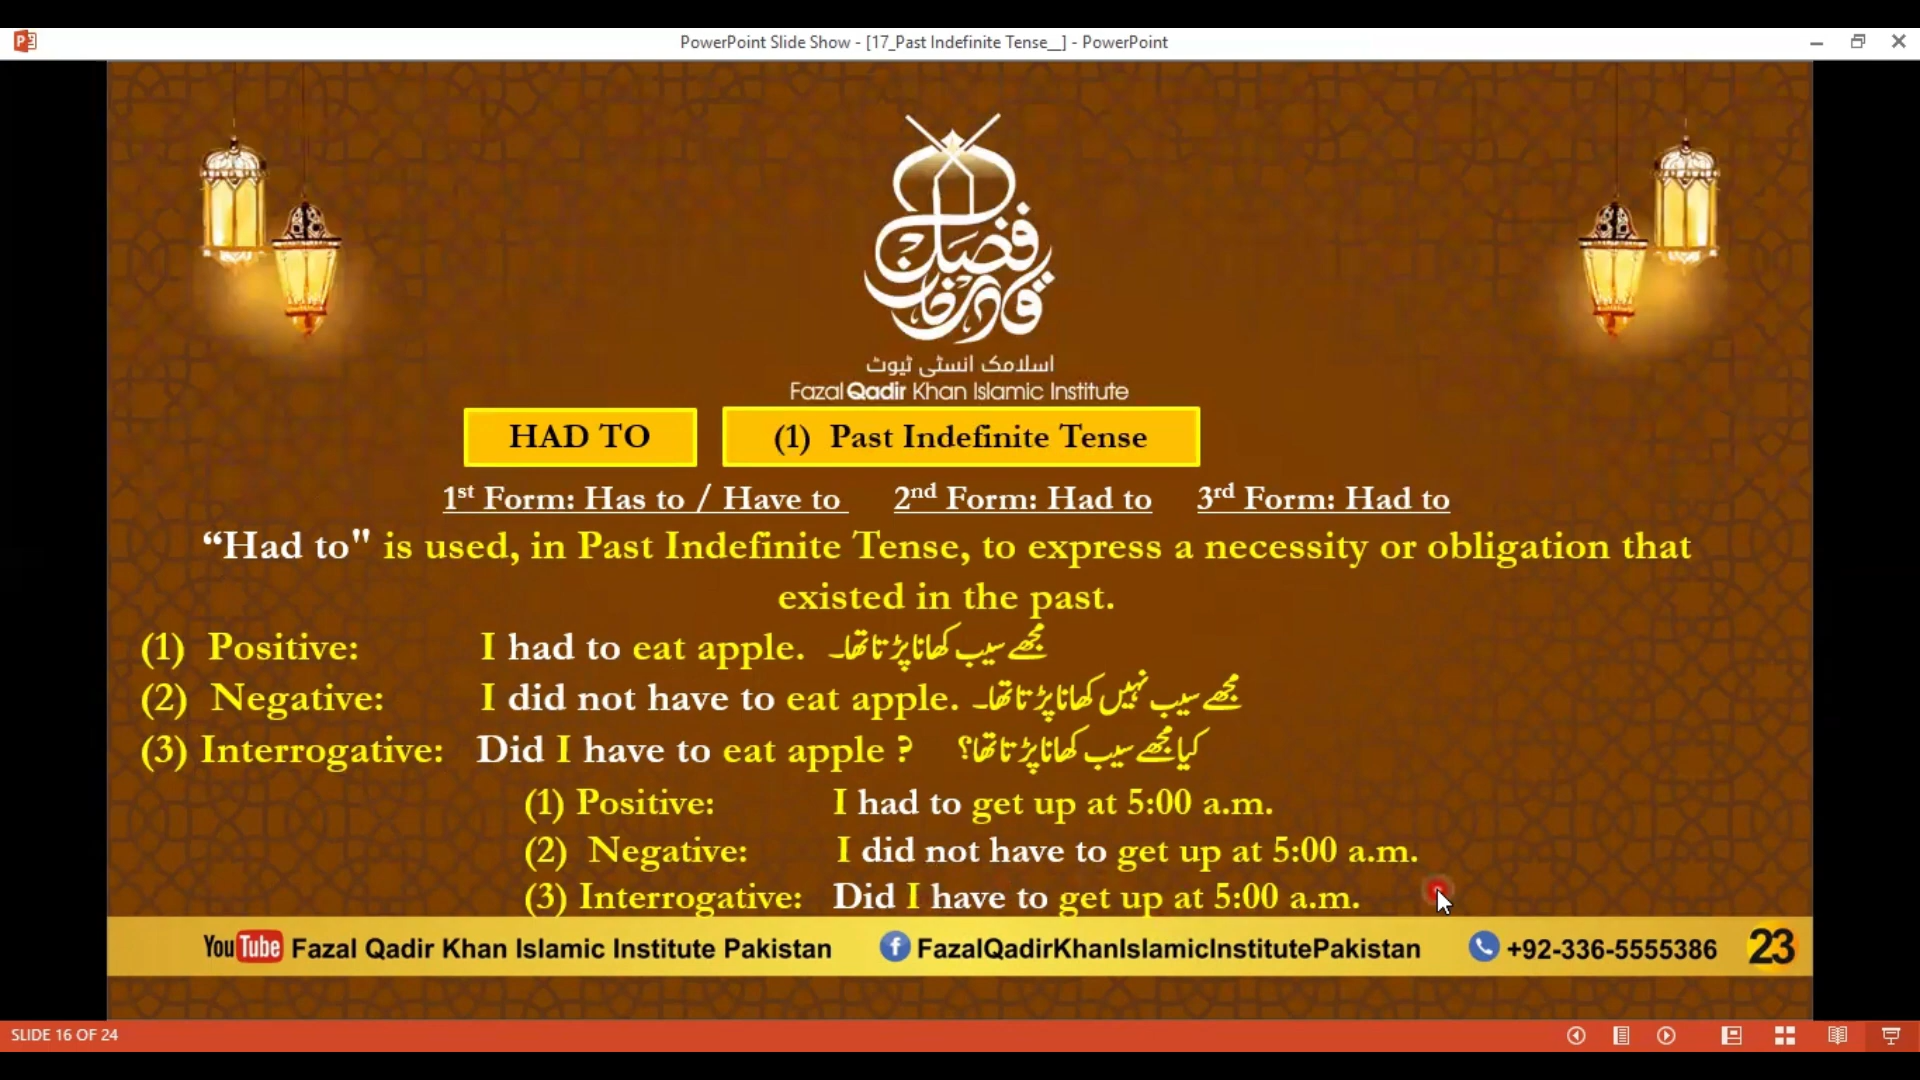 PowerPoint Slide Show - [17_Past Indefinite Tense_] - PowerPoint
فضل
قادر خان
اسلامک انسٹی ٹیوٹ
Fazal Qadir Khan Islamic Institute
HAD TO (1) Past Indefinite Tense
1st Form: Has to / Have to 2nd Form: Had to 3rd Form: Had to
“Had to" is used, in Past Indefinite Tense, to express a necessity or obligation that
existed in the past.
(1) Positive: I had to eat apple. مجھے سیب کھانا پڑتا تھا۔
(2) Negative: I did not have to eat apple. مجھے سیب نہیں کھانا پڑتا تھا۔
(3) Interrogative: Did I have to eat apple ? کیا مجھے سیب کھانا پڑتا تھا؟
(1) Positive: I had to get up at 5:00 a.m.
(2) Negative: I did not have to get up at 5:00 a.m.
(3) Interrogative: Did I have to get up at 5:00 a.m.
YouTube Fazal Qadir Khan Islamic Institute Pakistan FazalQadirKhanIslamicInstitutePakistan +92-336-5555386 23
SLIDE 16 OF 24